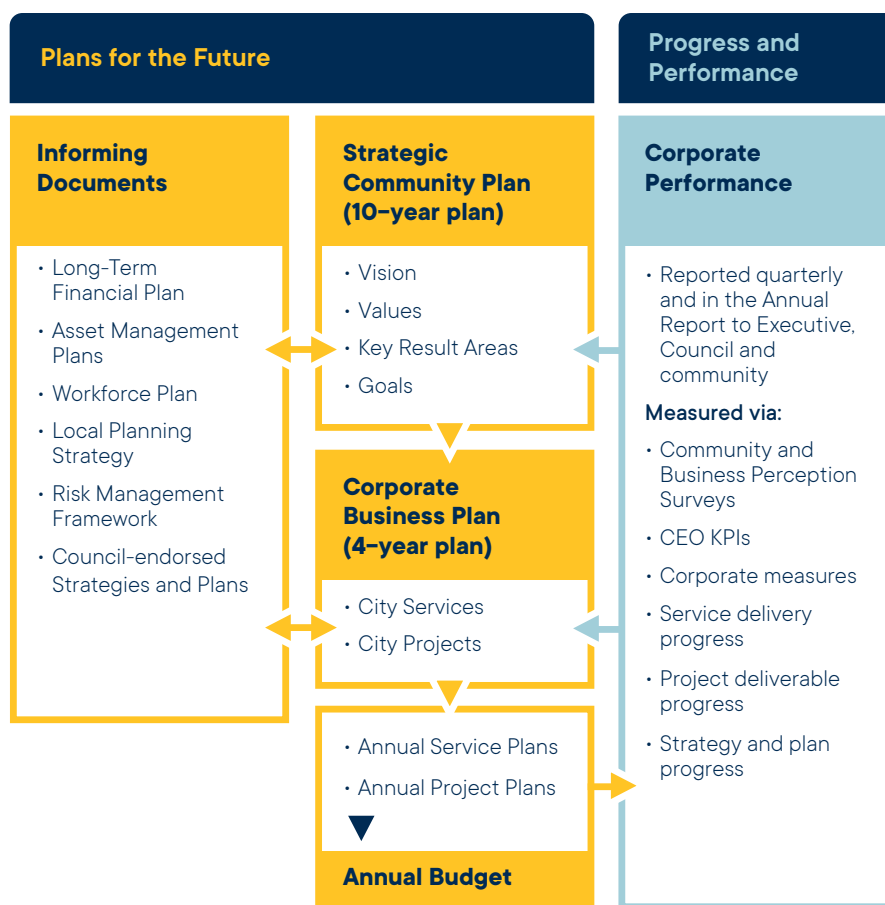 Plans for the Future
Progress and
Performance
Informing
Documents
• Long-Term
Financial Plan
• Asset Management
Plans
• Workforce Plan
• Local Planning
Strategy
• Risk Management
Framework
• Council-endorsed
Strategies and Plans
Strategic
Community Plan
(10–year plan)
• Vision
• Values
• Key Result Areas
• Goals
Corporate
Business Plan
(4–year plan)
• City Services
• City Projects
• Annual Service Plans
• Annual Project Plans
Annual Budget
Corporate
Performance
• Reported quarterly
and in the Annual
Report to Executive,
Council and
community
Measured via:
• Community and
Business Perception
Surveys
• CEO KPIs
• Corporate measures
• Service delivery
progress
• Project deliverable
progress
• Strategy and plan
progress